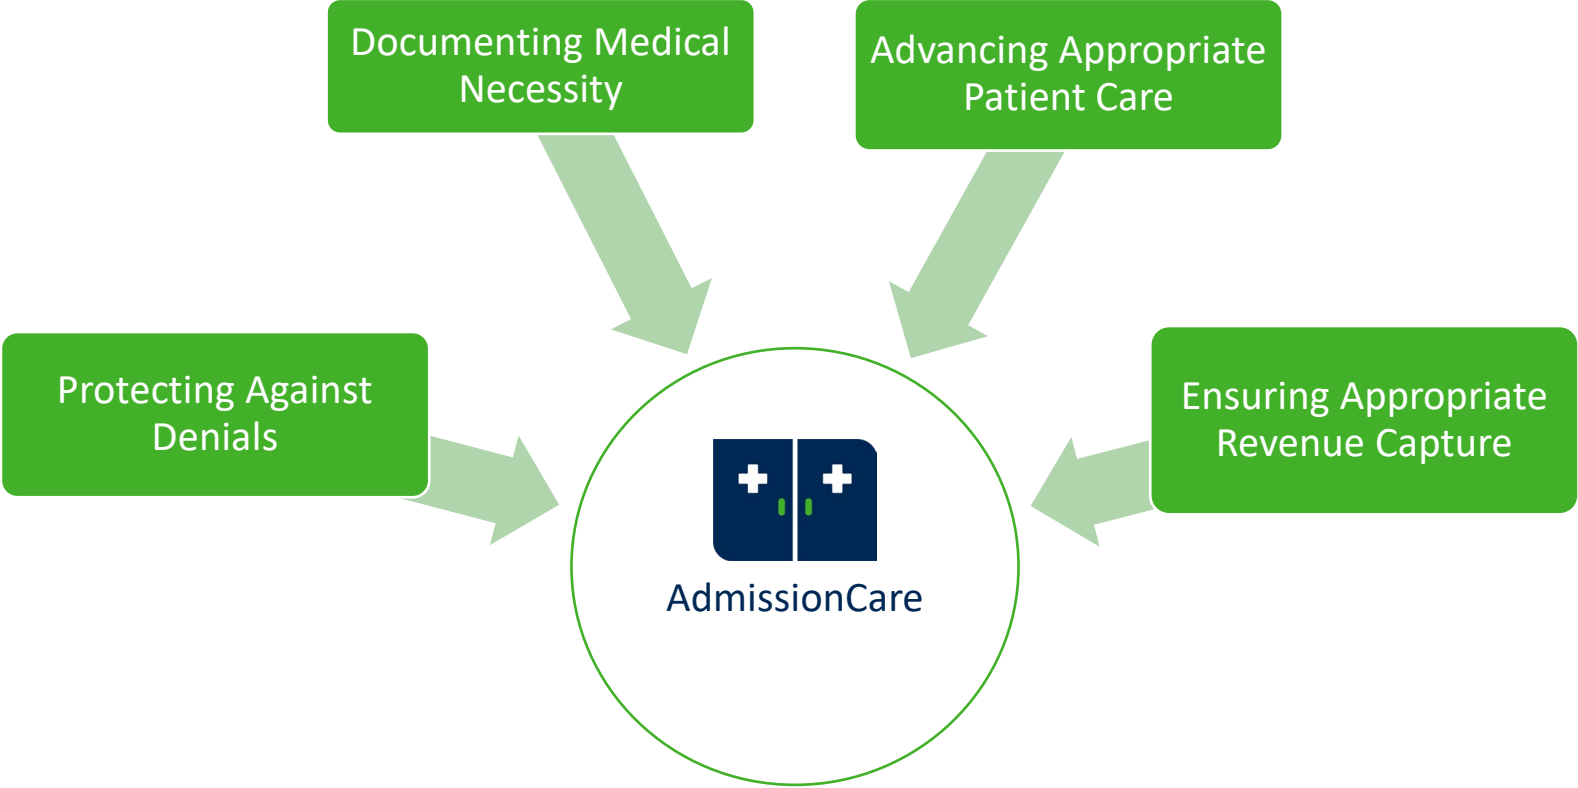 Documenting Medical
Necessity
Advancing Appropriate
Patient Care
Protecting Against
Denials
Ensuring Appropriate
Revenue Capture
AdmissionCare